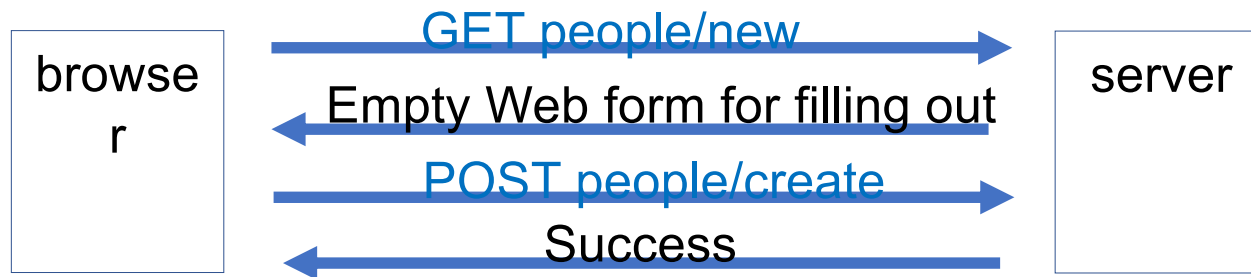 browse
r
GET people/new
Empty Web form for filling out
POST people/create
Success
server